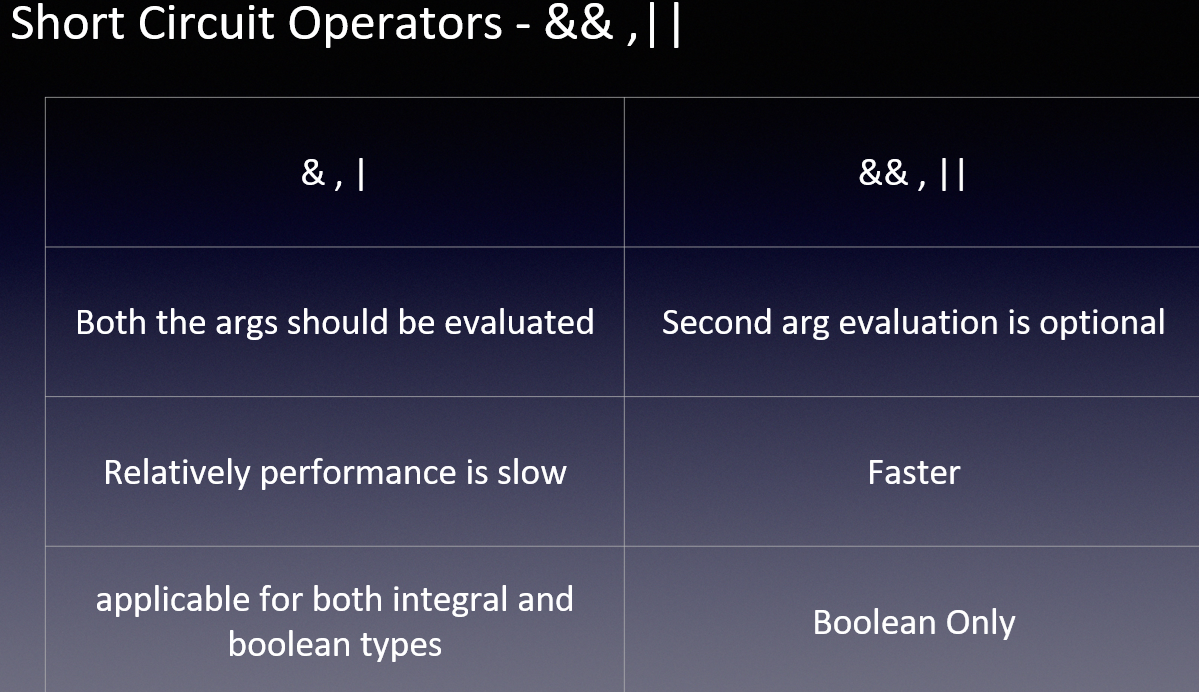 Short Circuit Operators - && ,||
& , |
&& , ||
Both the args should be evaluated
Second arg evaluation is optional
Relatively performance is slow
Faster
applicable for both integral and
boolean types
Boolean Only